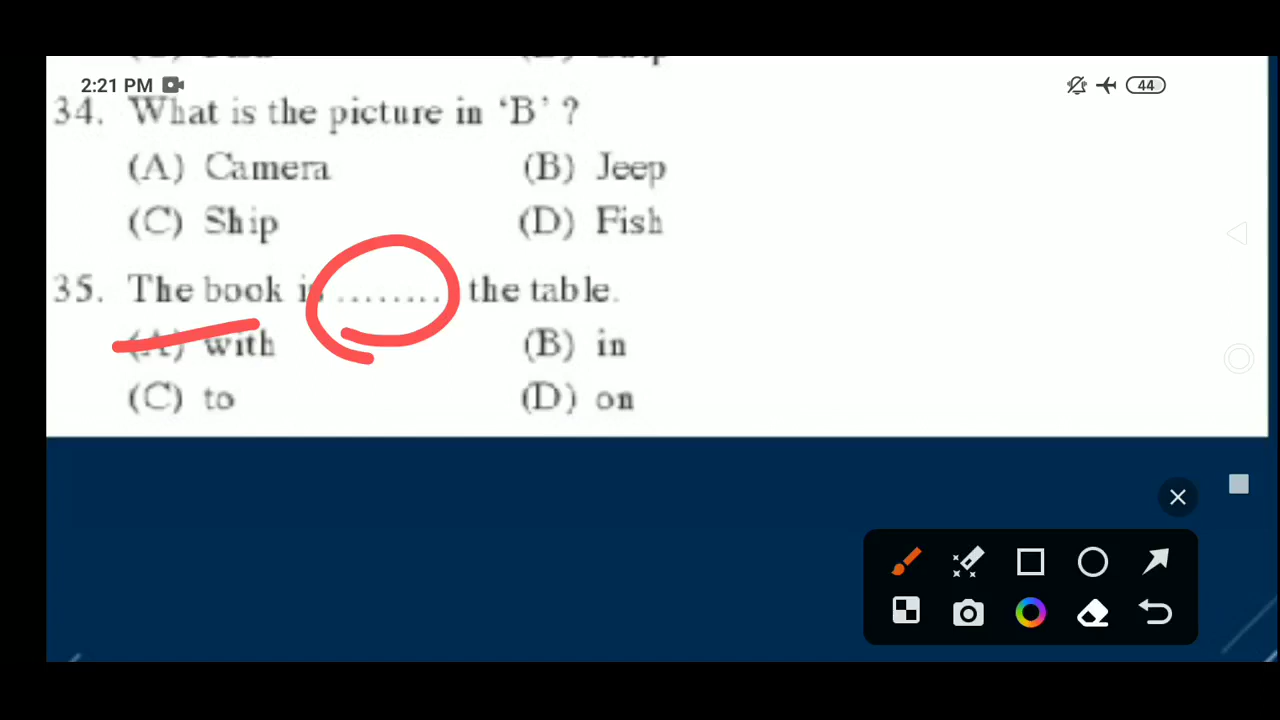 2:21 PM
44
34. What is the picture in ‘B’ ?
(A) Camera (B) Jeep
(C) Ship (D) Fish
35. The book is ........ the table.
(A) with (B) in
(C) to (D) on